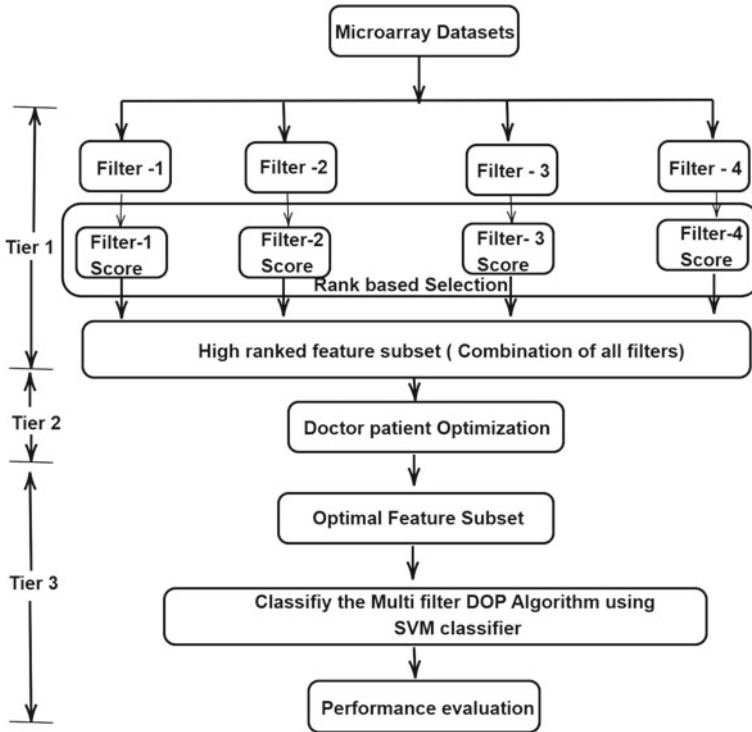 Microarray Datasets
Filter -1
Filter -2
Filter - 3
Filter - 4
Tier 1
Filter-1
Score
Filter-2
Score
Filter- 3
Score
Filter-4
Score
Rank based Selection
High ranked feature subset ( Combination of all filters)
Tier 2
Doctor patient Optimization
Optimal Feature Subset
Tier 3
Classifiy the Multi filter DOP Algorithm using
SVM classifier
Performance evaluation